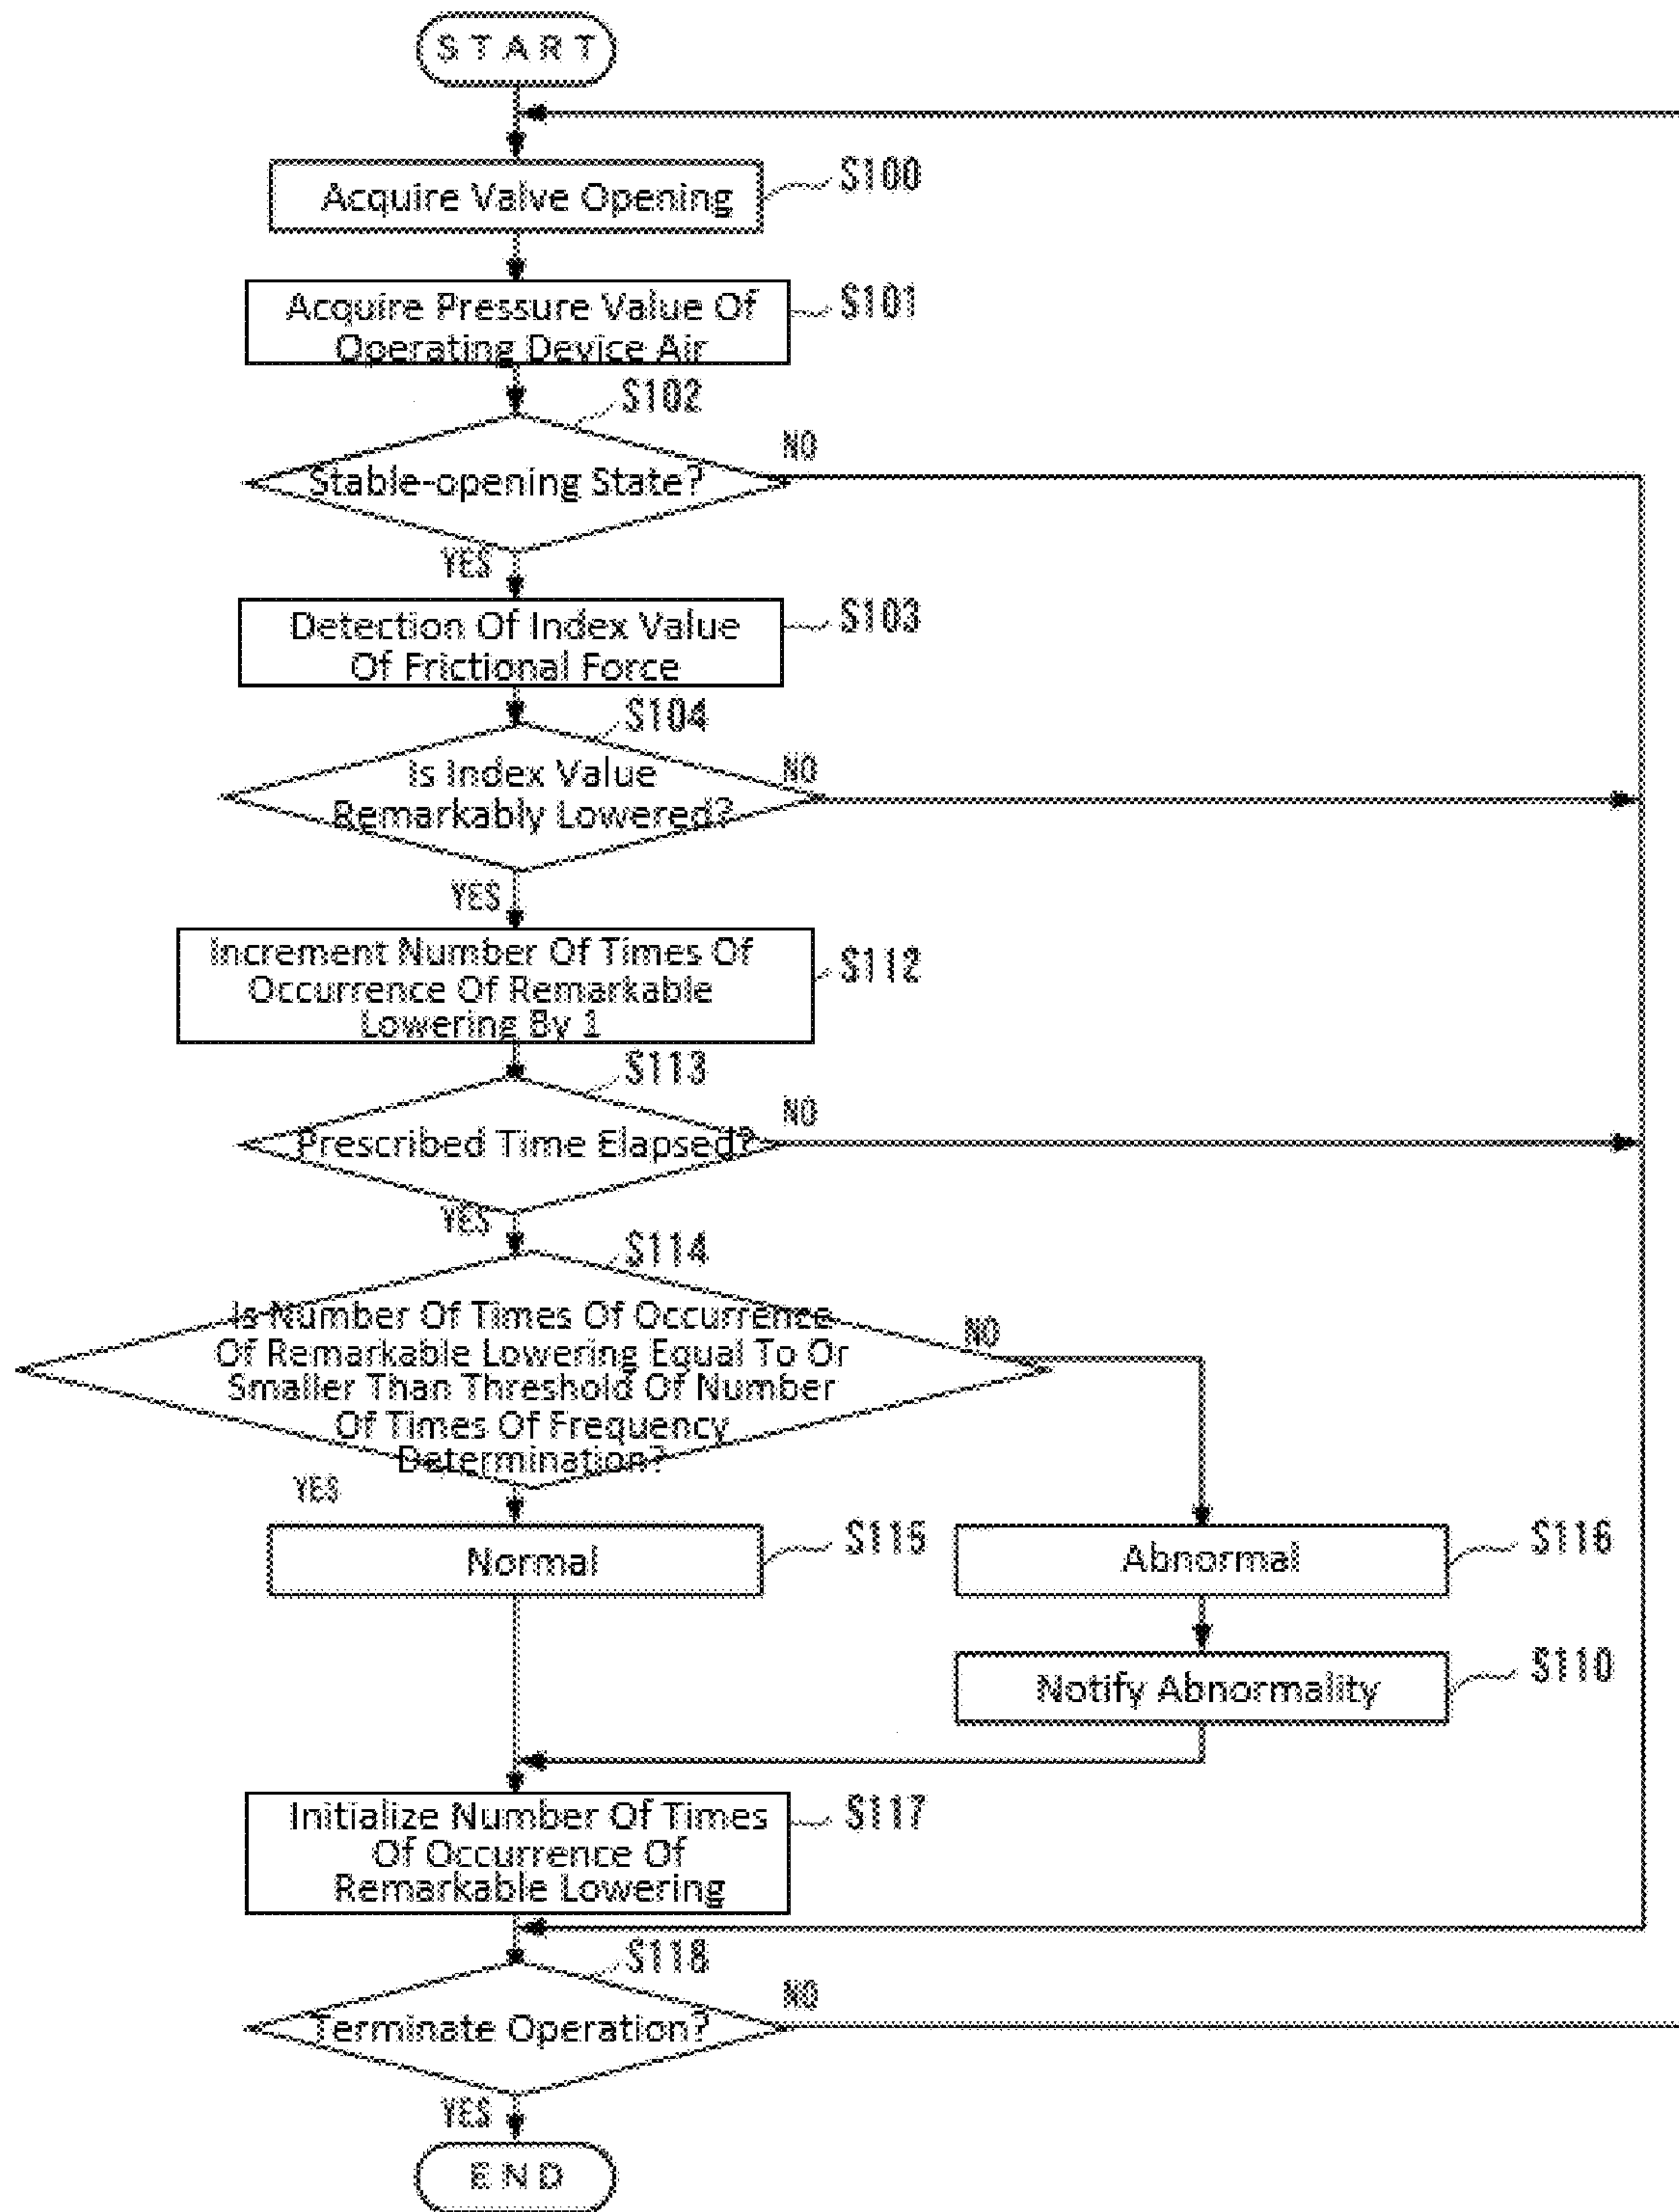 START
S100
Acquire Valve Opening
S101
Acquire Pressure Value Of
Operating Device Air
S102
NO
Stable-opening State?
YES
S103
Detection Of Index Value
Of Frictional Force
S104
NO
Is Index Value
Remarkably Lowered?
YES
S112
Increment Number Of Times Of
Occurrence Of Remarkable
Lowering By 1
S113
NO
Prescribed Time Elapsed?
YES
S114
NO
Is Number Of Times Of Occurrence
Of Remarkable Lowering Equal To Or
Smaller Than Threshold Of Number
Of Times Of Frequency
Determination?
YES
S115
Normal
S116
Abnormal
S110
Notify Abnormality
S117
Initialize Number Of Times
Of Occurrence Of
Remarkable Lowering
S118
NO
Terminate Operation?
YES
END